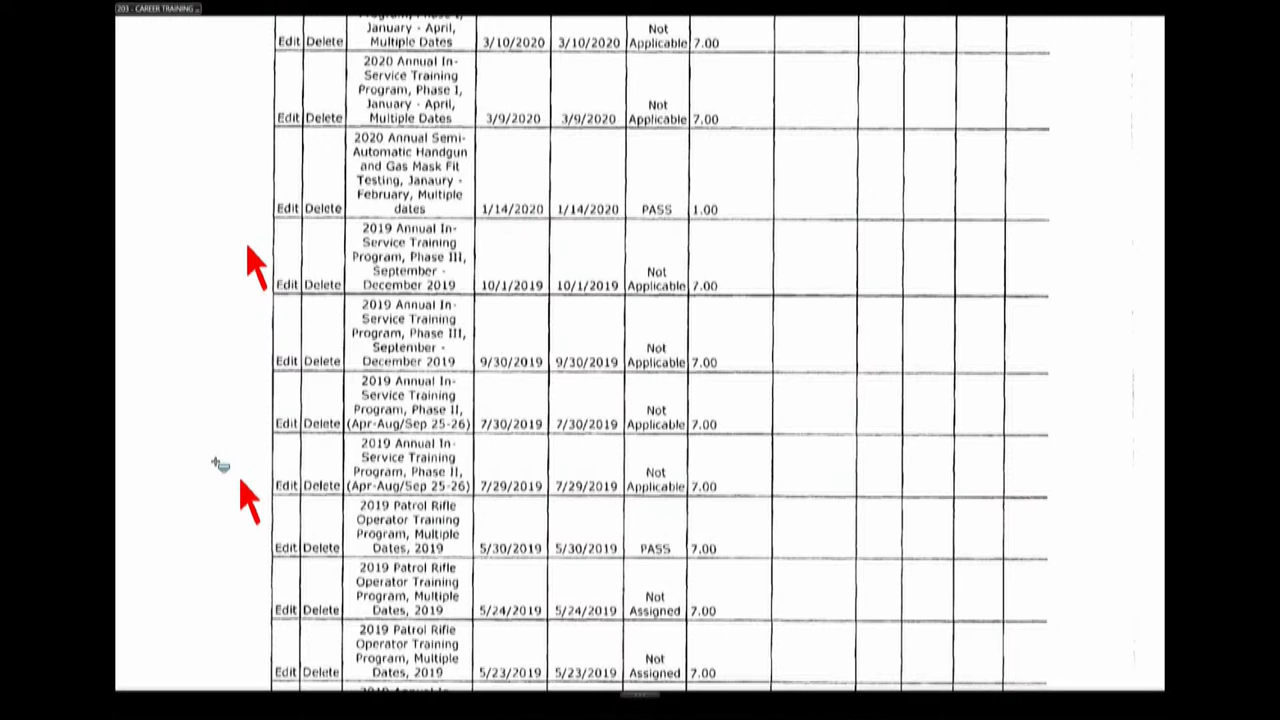 203 - CAREER TRAINING ..
Program, Phase I,
January - April,
Multiple Dates
Edit Delete 3/10/2020 3/10/2020 Not Applicable 7.00
2020 Annual In-
Service Training
Program, Phase I,
January - April,
Multiple Dates
Edit Delete 3/9/2020 3/9/2020 Not Applicable 7.00
2020 Annual Semi-
Automatic Handgun
and Gas Mask Fit
Testing, Janaury -
February, Multiple
dates
Edit Delete 1/14/2020 1/14/2020 PASS 1.00
2019 Annual In-
Service Training
Program, Phase III,
September -
December 2019
Edit Delete 10/1/2019 10/1/2019 Not Applicable 7.00
2019 Annual In-
Service Training
Program, Phase III,
September -
December 2019
Edit Delete 9/30/2019 9/30/2019 Not Applicable 7.00
2019 Annual In-
Service Training
Program, Phase II,
(Apr-Aug/Sep 25-26)
Edit Delete 7/30/2019 7/30/2019 Not Applicable 7.00
2019 Annual In-
Service Training
Program, Phase II,
(Apr-Aug/Sep 25-26)
Edit Delete 7/29/2019 7/29/2019 Not Applicable 7.00
2019 Patrol Rifle
Operator Training
Program, Multiple
Dates, 2019
Edit Delete 5/30/2019 5/30/2019 PASS 7.00
2019 Patrol Rifle
Operator Training
Program, Multiple
Dates, 2019
Edit Delete 5/24/2019 5/24/2019 Not Assigned 7.00
2019 Patrol Rifle
Operator Training
Program, Multiple
Dates, 2019
Edit Delete 5/23/2019 5/23/2019 Not Assigned 7.00